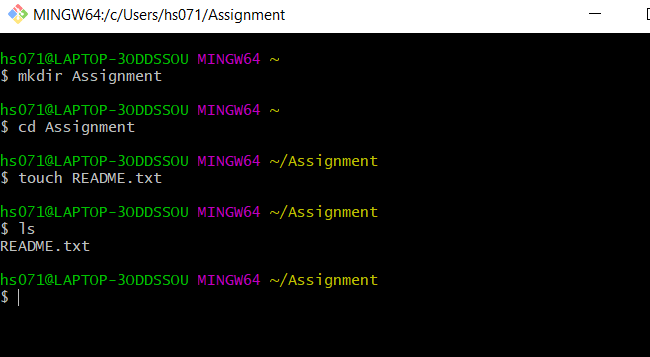 MINGW64:/c/Users/hs071/Assignment
hs071@LAPTOP-3ODDSSOU MINGW64 ~
$ mkdir Assignment
hs071@LAPTOP-3ODDSSOU MINGW64 ~
$ cd Assignment
hs071@LAPTOP-3ODDSSOU MINGW64 ~/Assignment
$ touch README.txt
hs071@LAPTOP-3ODDSSOU MINGW64 ~/Assignment
$ ls
README.txt
hs071@LAPTOP-3ODDSSOU MINGW64 ~/Assignment
$